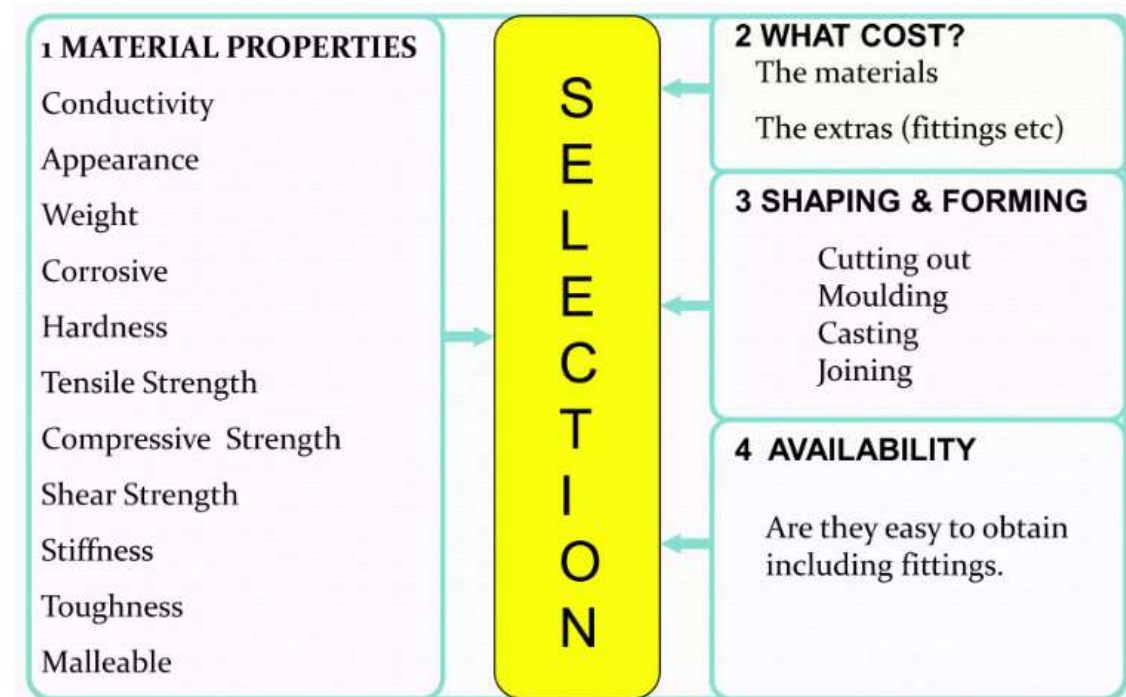 1 MATERIAL PROPERTIES
Conductivity
Appearance
Weight
Corrosive
Hardness
Tensile Strength
Compressive Strength
Shear Strength
Stiffness
Toughness
Malleable
SELECTION
2 WHAT COST?
The materials
The extras (fittings etc)
3 SHAPING & FORMING
Cutting out
Moulding
Casting
Joining
4 AVAILABILITY
Are they easy to obtain
including fittings.